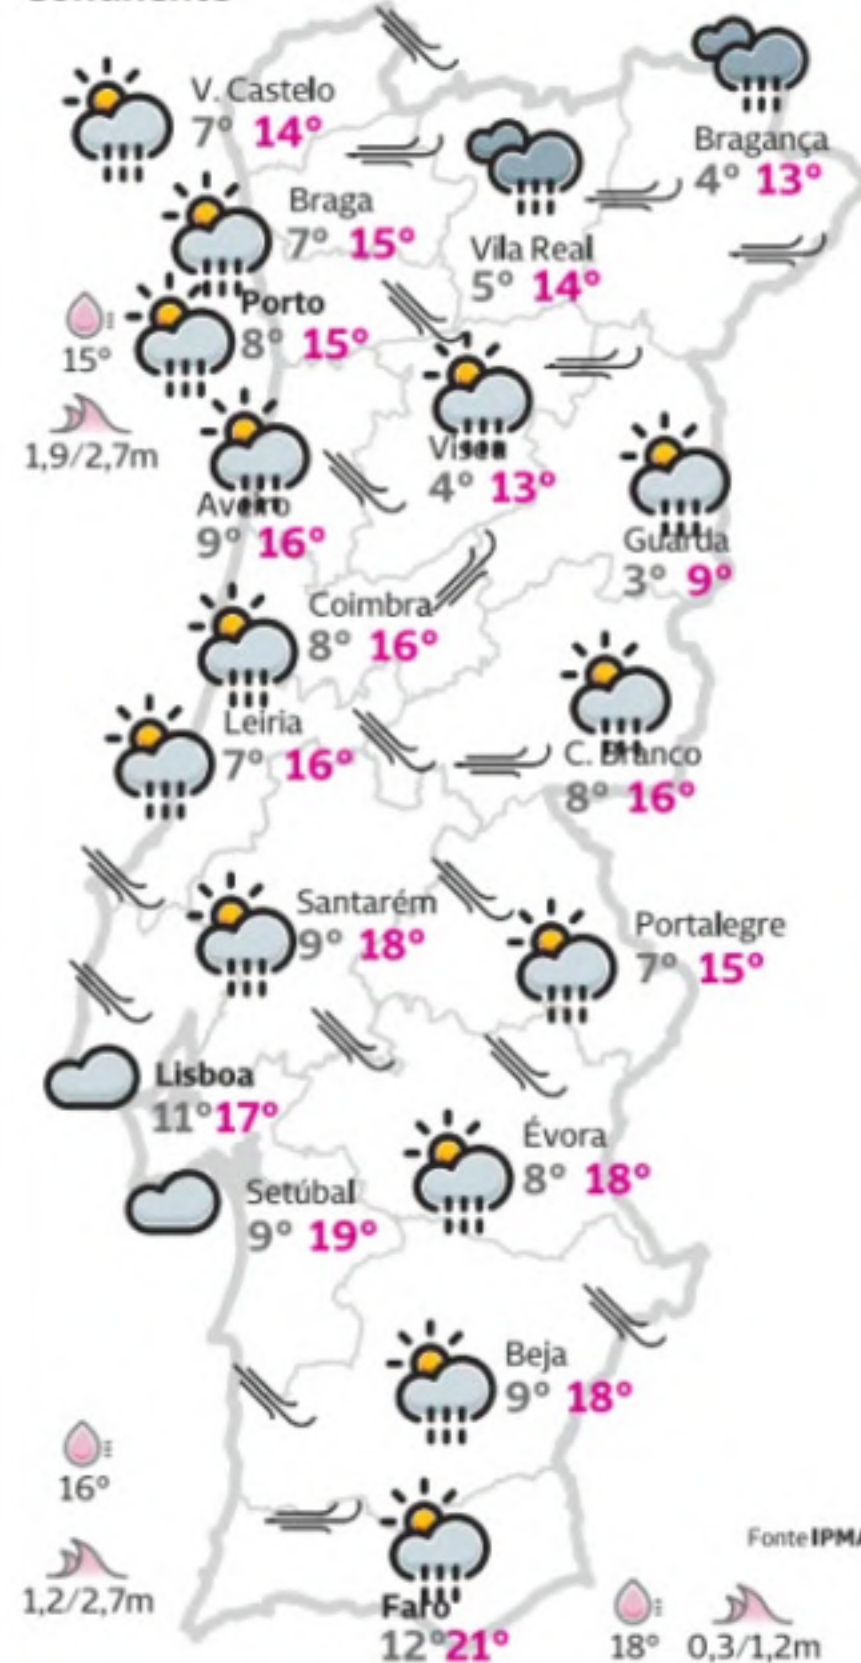 V. Castelo
7° 14°
Bragança
4° 13°
Braga
7° 15°
Vila Real
5° 14°
Porto
8° 15°
15°
1,9/2,7m
Viseu
4° 13°
Aveiro
9° 16°
Guarda
3° 9°
Coimbra
8° 16°
Leiria
7° 16°
C. Branco
8° 16°
Santarém
9° 18°
Portalegre
7° 15°
Lisboa
11° 17°
Évora
8° 18°
Setúbal
9° 19°
Beja
9° 18°
16°
1,2/2,7m
Fonte IPMA
Faro
12° 21°
18° 0,3/1,2m